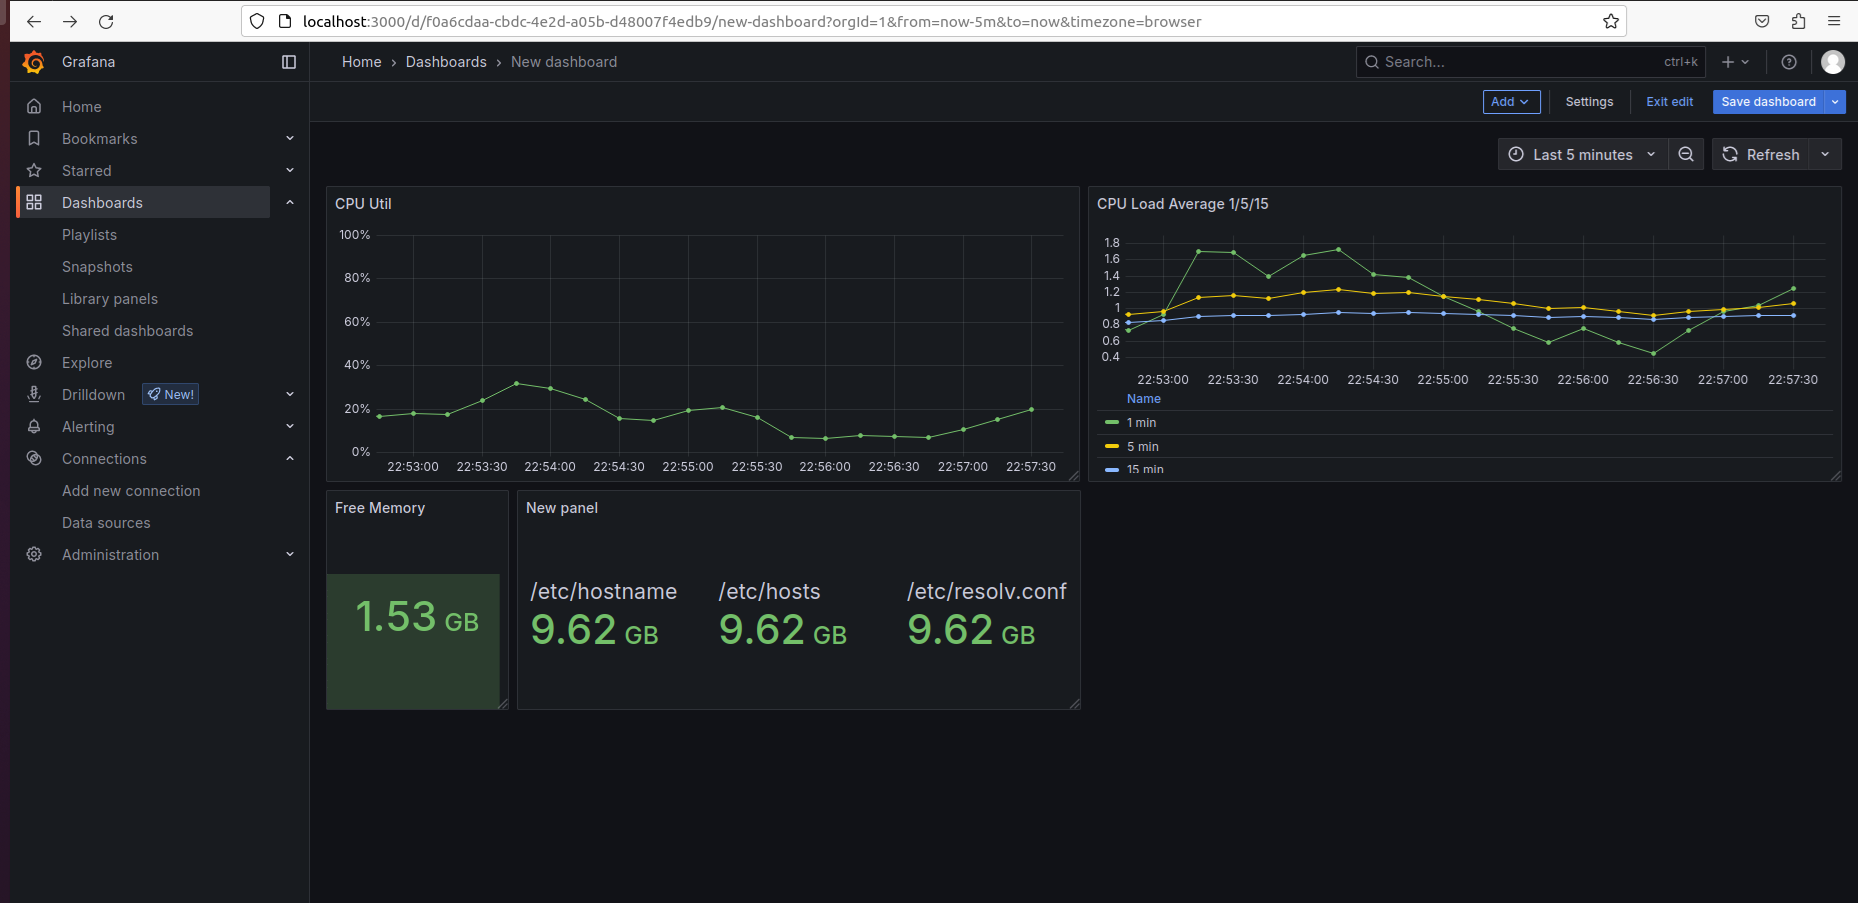 localhost:3000/d/f0a6cdaa-cbdc-4e2d-a05b-d48007f4edb9/new-dashboard?orgId=1&from=now-5m&to=now&timezone=browser
Grafana
Home › Dashboards › New dashboard
Search... ctrl+k
Add Settings Exit edit Save dashboard
Last 5 minutes Refresh
Home
Bookmarks
Starred
Dashboards
Playlists
Snapshots
Library panels
Shared dashboards
Explore
Drilldown New!
Alerting
Connections
Add new connection
Data sources
Administration
CPU Util
100%
80%
60%
40%
20%
0%
22:53:00 22:53:30 22:54:00 22:54:30 22:55:00 22:55:30 22:56:00 22:56:30 22:57:00 22:57:30
CPU Load Average 1/5/15
1.8
1.6
1.4
1.2
1
0.8
0.6
0.4
22:53:00 22:53:30 22:54:00 22:54:30 22:55:00 22:55:30 22:56:00 22:56:30 22:57:00 22:57:30
Name
1 min
5 min
15 min
Free Memory
1.53 GB
New panel
/etc/hostname /etc/hosts /etc/resolv.conf
9.62 GB 9.62 GB 9.62 GB